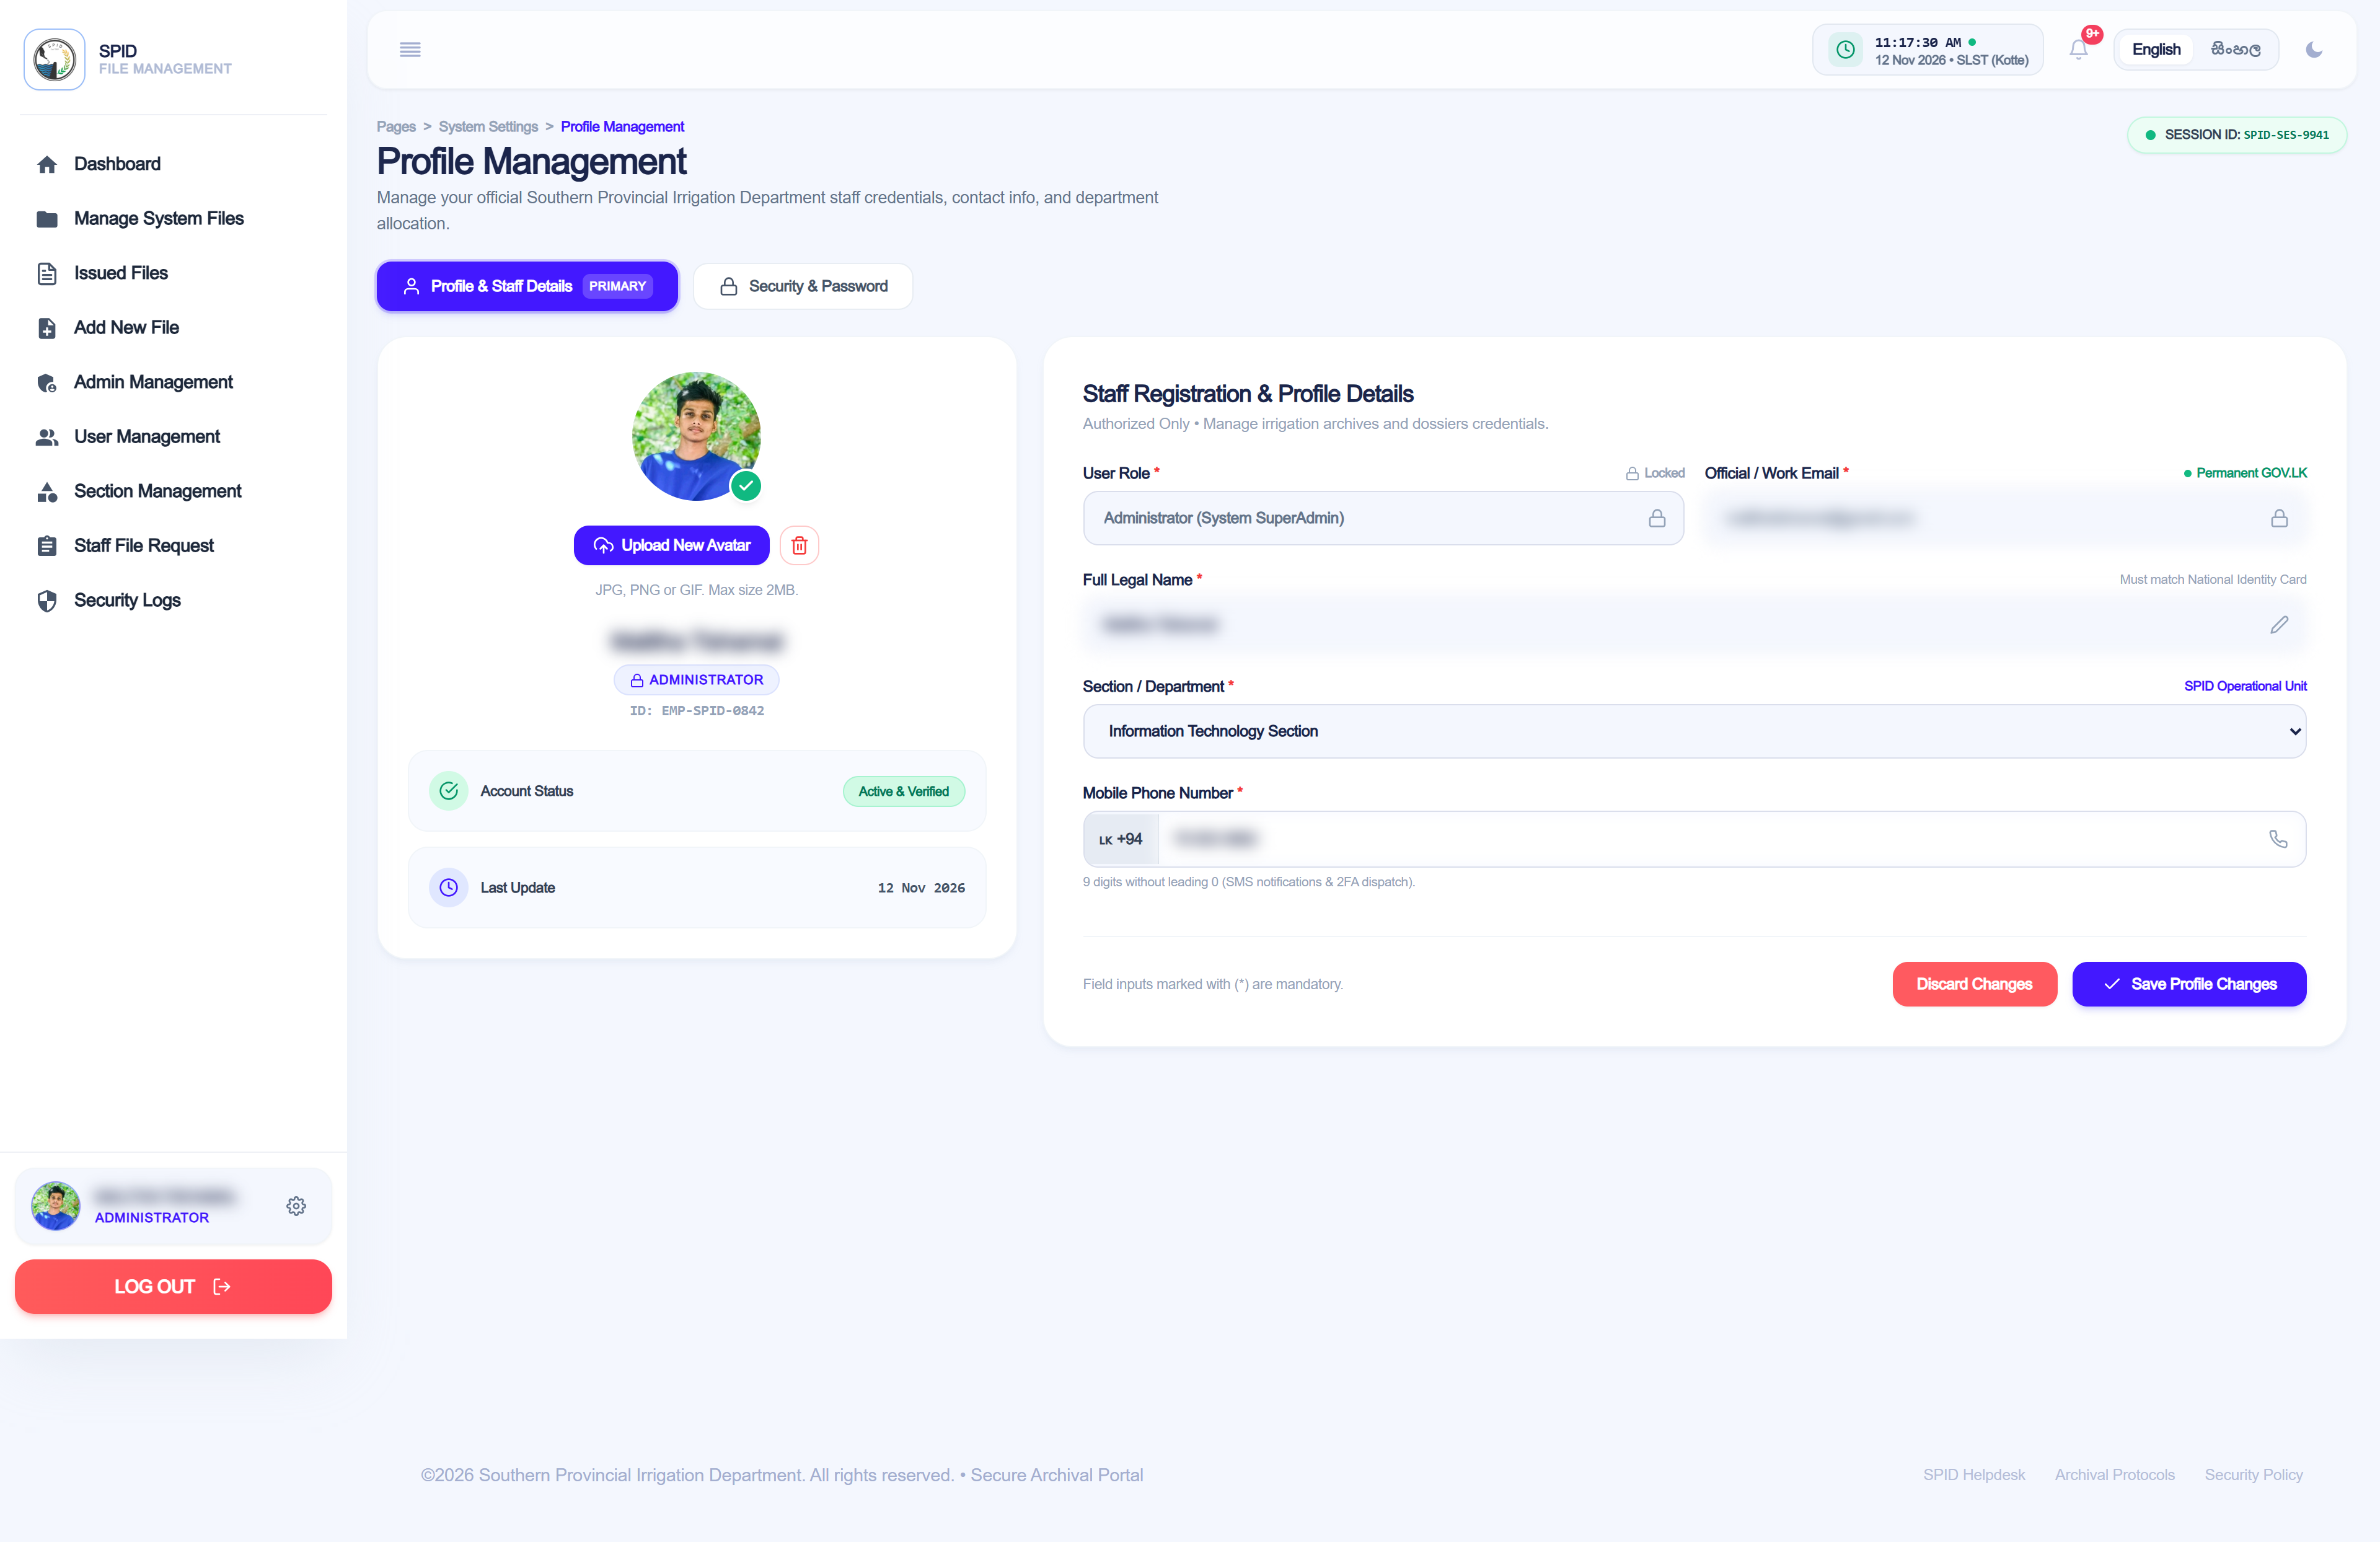 SPID
FILE MANAGEMENT
Dashboard
Manage System Files
Issued Files
Add New File
Admin Management
User Management
Section Management
Staff File Request
Security Logs
ADMINISTRATOR
LOG OUT
11:17:30 AM
12 Nov 2026 • SLST (Kotte)
9+
English
සිංහල
Pages > System Settings > Profile Management
SESSION ID: SPID-SES-9941
Profile Management
Manage your official Southern Provincial Irrigation Department staff credentials, contact info, and department
allocation.
Profile & Staff Details PRIMARY
Security & Password
Upload New Avatar
JPG, PNG or GIF. Max size 2MB.
ADMINISTRATOR
ID: EMP-SPID-0842
Account Status
Active & Verified
Last Update
12 Nov 2026
Staff Registration & Profile Details
Authorized Only • Manage irrigation archives and dossiers credentials.
User Role *
Locked
Administrator (System SuperAdmin)
Official / Work Email *
Permanent GOV.LK
Full Legal Name *
Must match National Identity Card
Section / Department *
SPID Operational Unit
Information Technology Section
Mobile Phone Number *
LK +94
9 digits without leading 0 (SMS notifications & 2FA dispatch).
Field inputs marked with (*) are mandatory.
Discard Changes
Save Profile Changes
©2026 Southern Provincial Irrigation Department. All rights reserved. • Secure Archival Portal
SPID Helpdesk
Archival Protocols
Security Policy